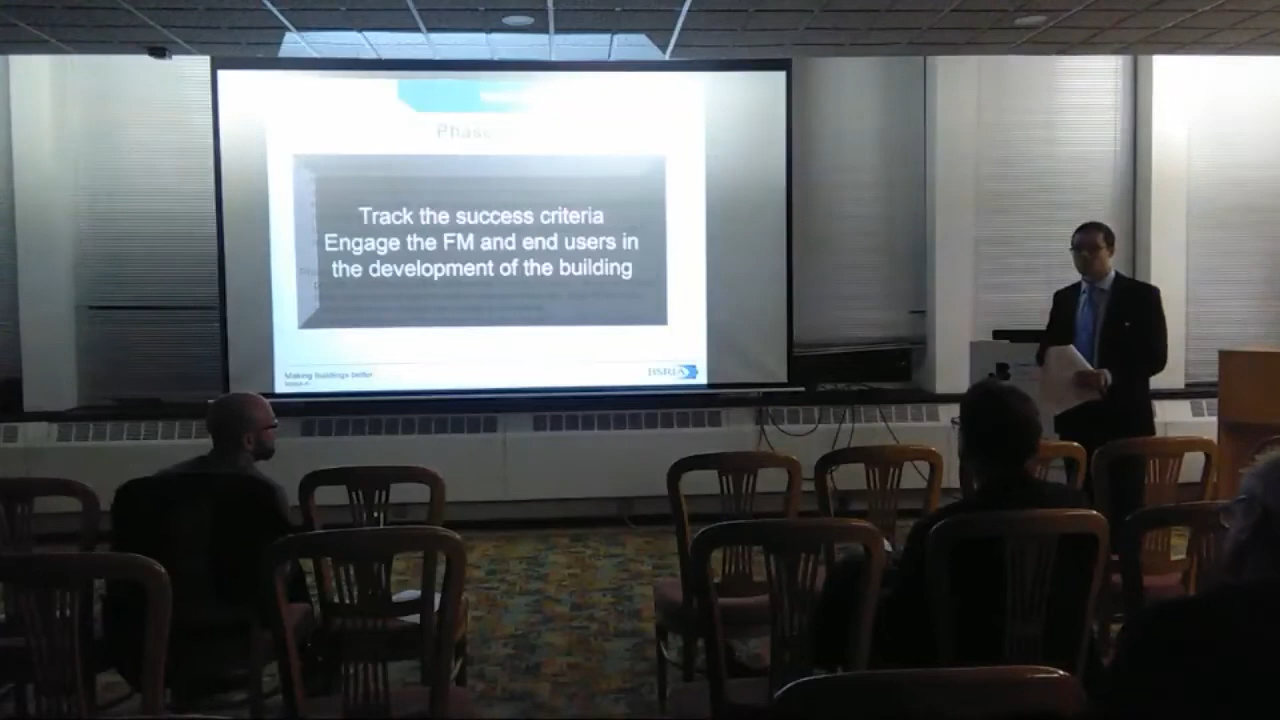 Phase
Track the success criteria
Engage the FM and end users in
the development of the building
Making buildings better
BSRIA